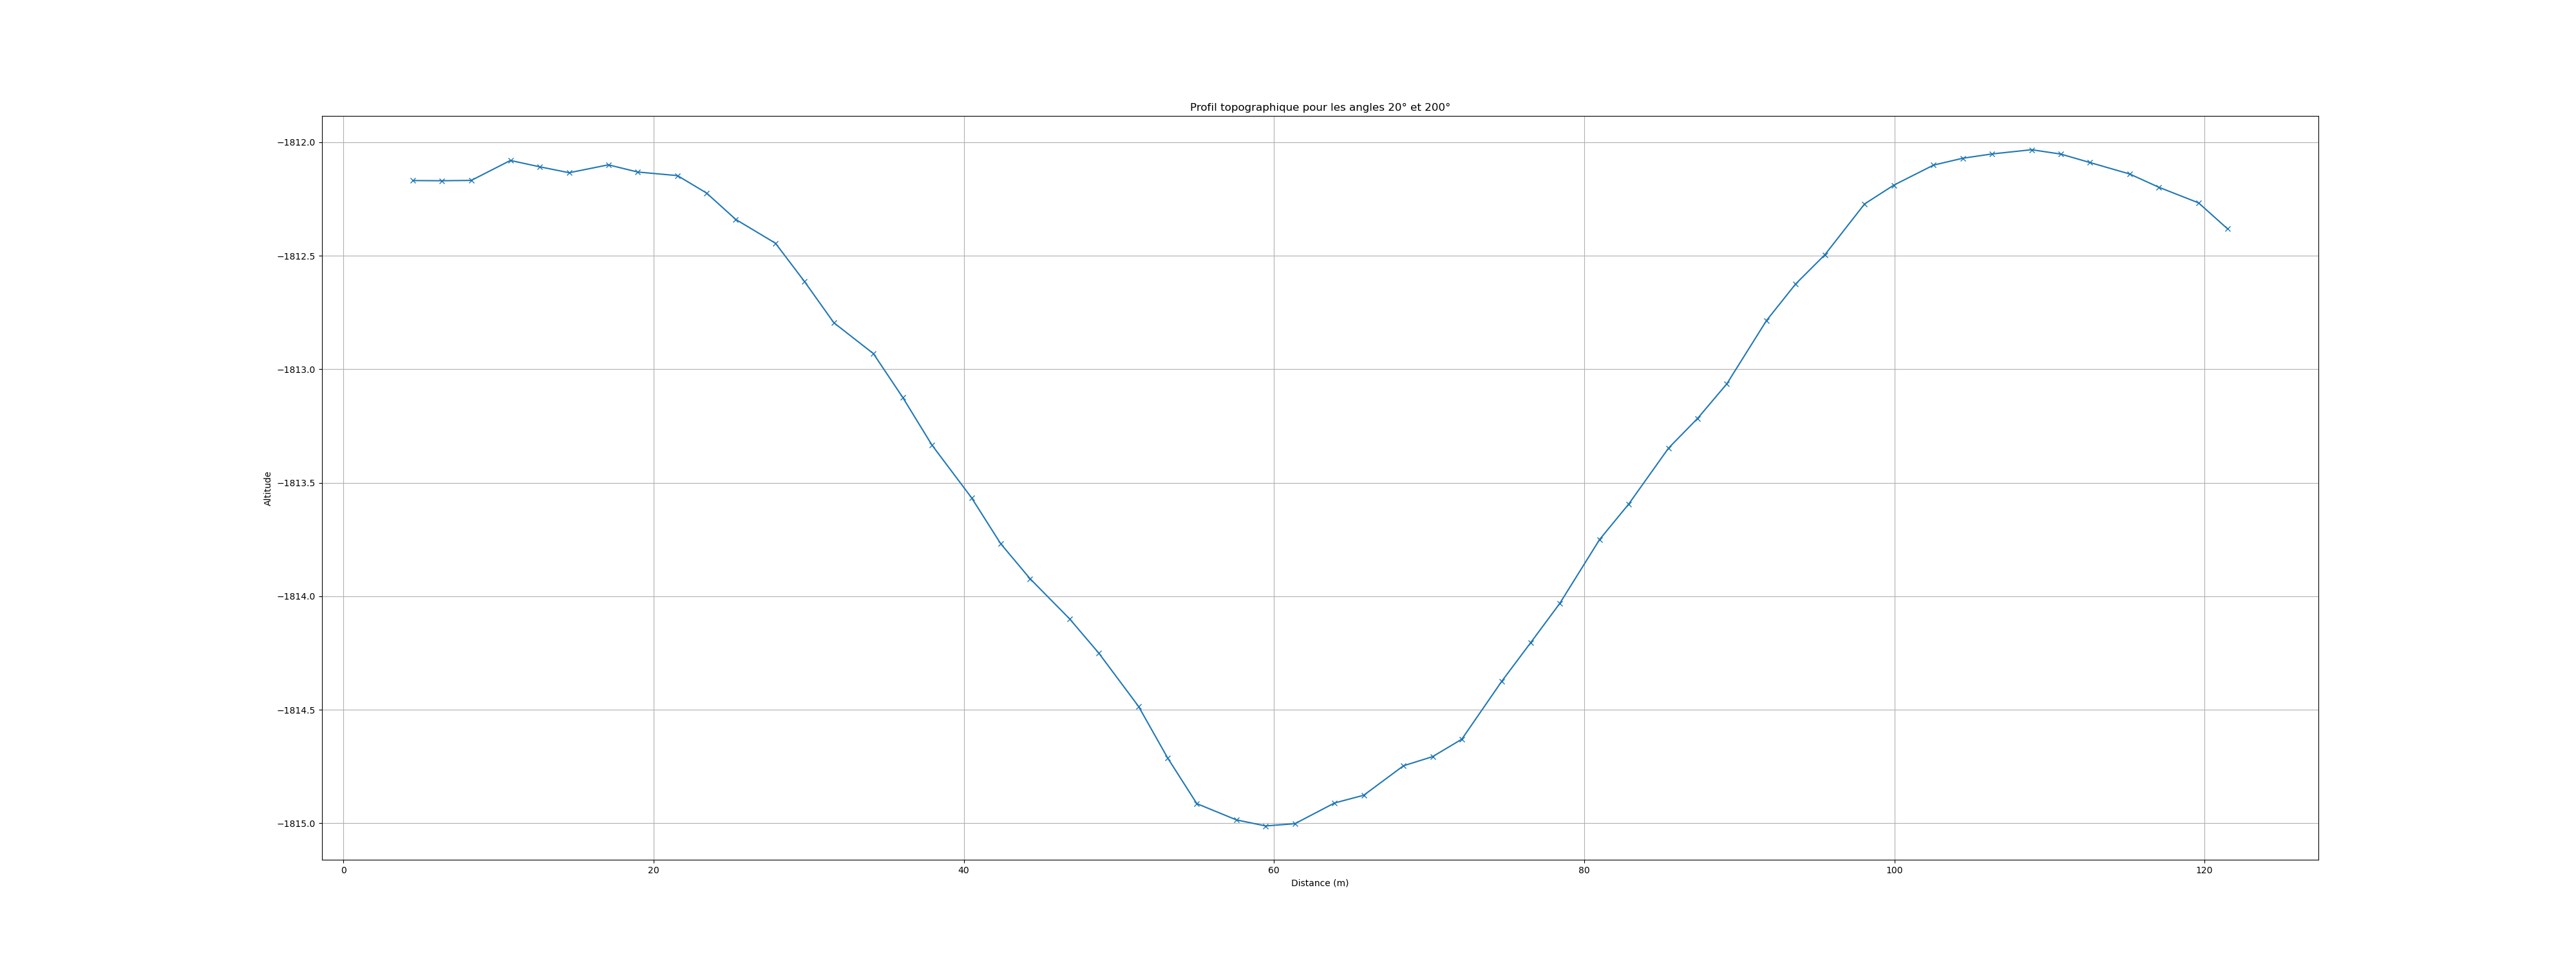 Profil topographique pour les angles 20° et 200°
−1812.0
−1812.5
−1813.0
−1813.5
−1814.0
−1814.5
−1815.0
Altitude
0 20 40 60 80 100 120
Distance (m)